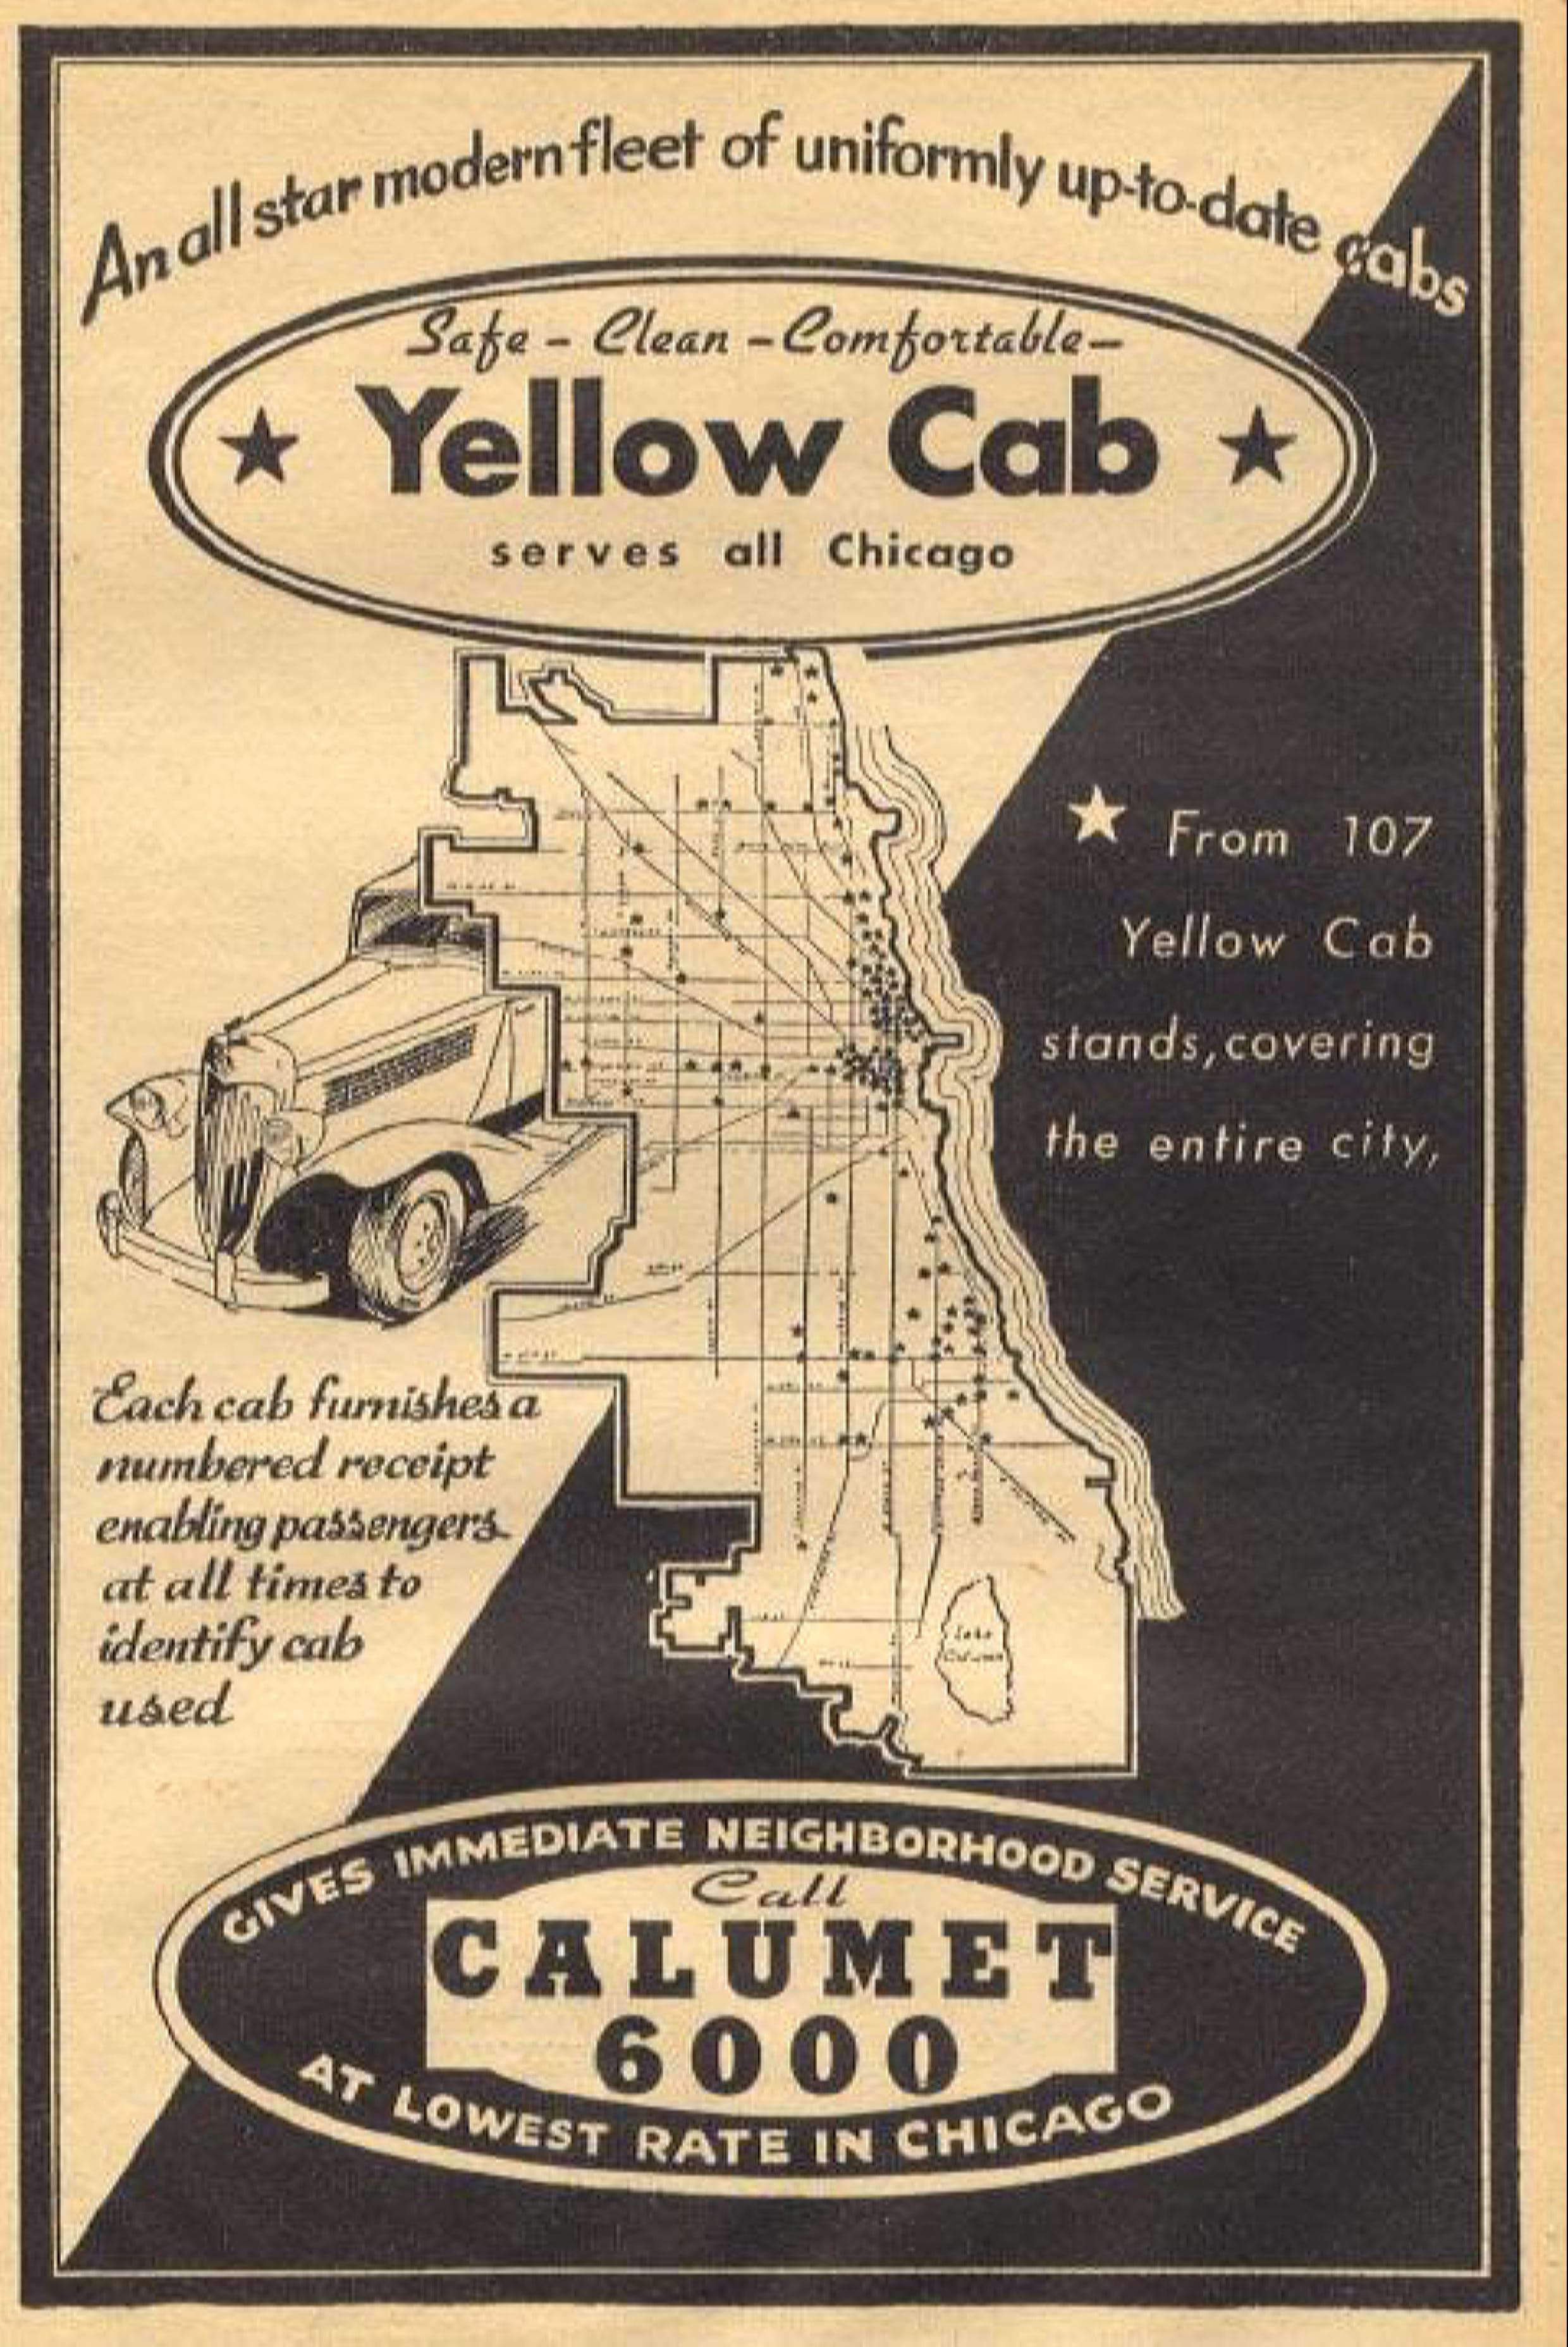 An all star modern fleet of uniformly up-to-date cabs
Safe - Clean - Comfortable -
Yellow Cab
serves all Chicago
From 107
Yellow Cab
stands, covering
the entire city,
Each cab furnishes a
numbered receipt
enabling passengers
at all times to
identify cab
used
Lake
Calumet
GIVES IMMEDIATE NEIGHBORHOOD SERVICE
Call
CALUMET
6000
AT LOWEST RATE IN CHICAGO